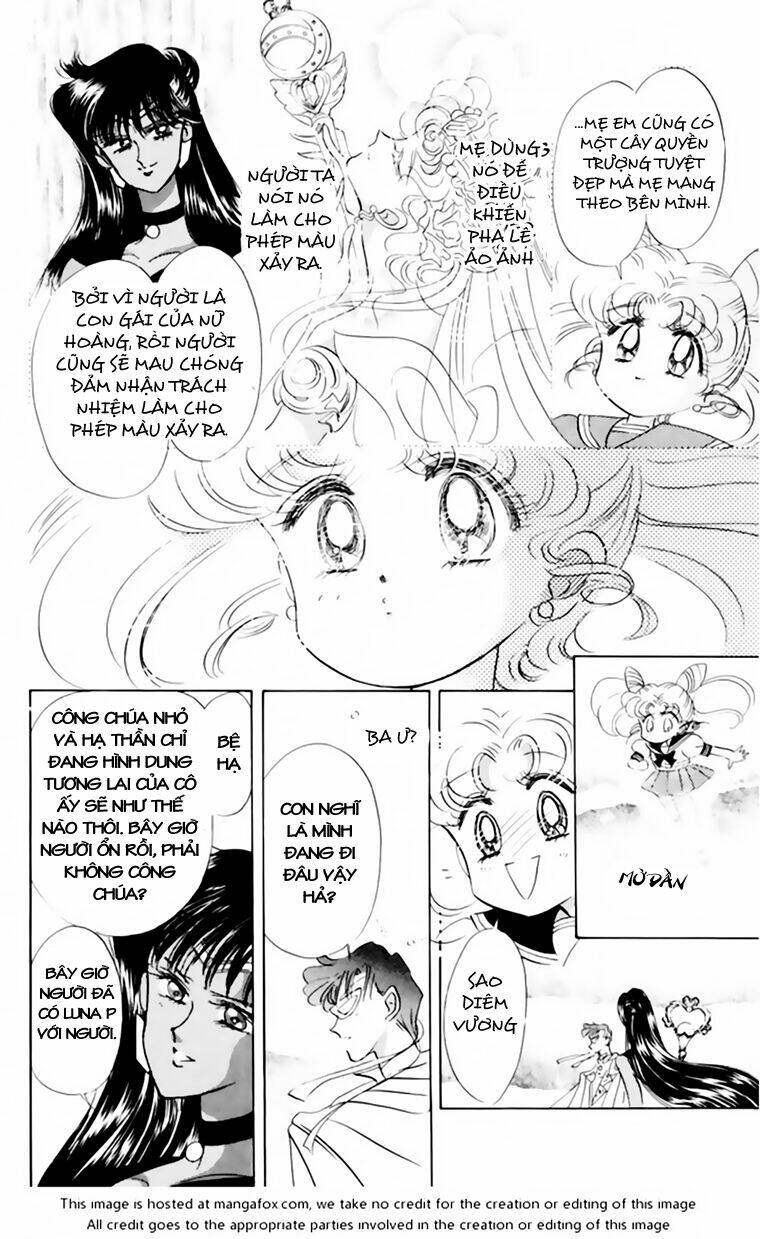 ...MẸ EM CŨNG CÓ
MỘT CÂY QUYỀN
TRƯỢNG TUYỆT
ĐẸP MÀ MẸ MANG
THEO BÊN MÌNH.
MẸ DÙNG
NÓ ĐỂ
ĐIỀU
KHIỂN
PHA LÊ
ẢO ẢNH
NGƯỜI TA
NÓI NÓ
LÀM CHO
PHÉP MÀU
XẢY RA.
BỞI VÌ NGƯỜI LÀ
CON GÁI CỦA NỮ
HOÀNG, RỒI NGƯỜI
CŨNG SẼ MAU CHÓNG
ĐẢM NHẬN TRÁCH
NHIỆM LÀM CHO
PHÉP MÀU XẢY RA.
MỜ DẦN
SAO
DIÊM
VƯƠNG
BA Ư?
CON NGHĨ
LÀ MÌNH
ĐANG ĐI
ĐÂU VẬY
HẢ?
BỆ
HẠ
CÔNG CHÚA NHỎ
VÀ HẠ THẦN CHỈ
ĐANG HÌNH DUNG
TƯƠNG LAI CỦA CÔ
ẤY SẼ NHƯ THẾ
NÀO THÔI. BÂY GIỜ
NGƯỜI ỔN RỒI, PHẢI
KHÔNG CÔNG
CHÚA?
BÂY GIỜ
NGƯỜI ĐÃ
CÓ LUNA P
VỚI NGƯỜI.
This image is hosted at mangafox.com, we take no credit for the creation or editing of this image
All credit goes to the appropriate parties involved in the creation or editing of this image